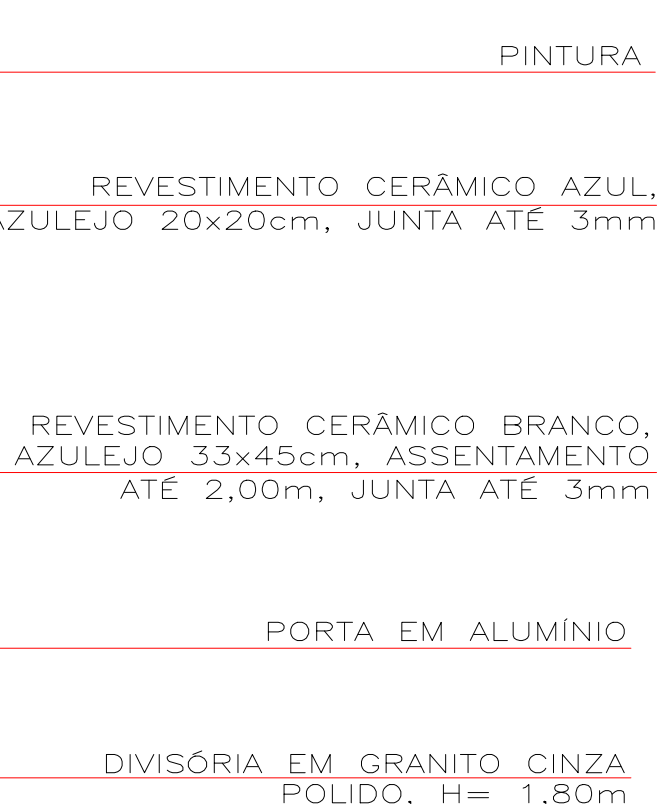 PINTURA
REVESTIMENTO CERÂMICO AZUL,
AZULEJO 20x20cm, JUNTA ATÉ 3mm
REVESTIMENTO CERÂMICO BRANCO,
AZULEJO 33x45cm, ASSENTAMENTO
ATÉ 2,00m, JUNTA ATÉ 3mm
PORTA EM ALUMÍNIO
DIVISÓRIA EM GRANITO CINZA
POLIDO, H= 1,80m